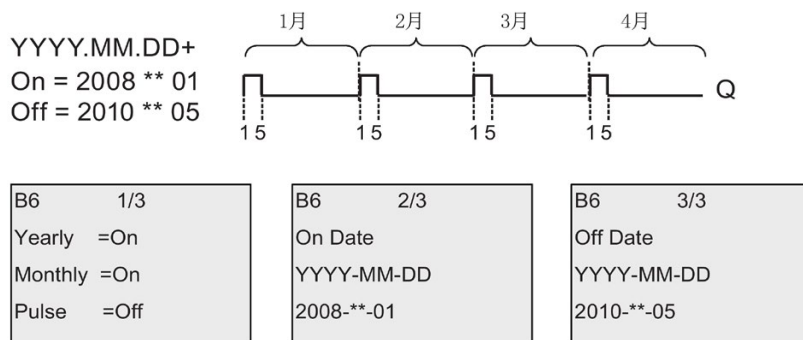 YYYY.MM.DD+
On = 2008 ** 01
Off = 2010 ** 05
1月 2月 3月 4月
Q
1 5 1 5 1 5 1 5
B6 1/3
Yearly =On
Monthly =On
Pulse =Off
B6 2/3
On Date
YYYY-MM-DD
2008-**-01
B6 3/3
Off Date
YYYY-MM-DD
2010-**-05